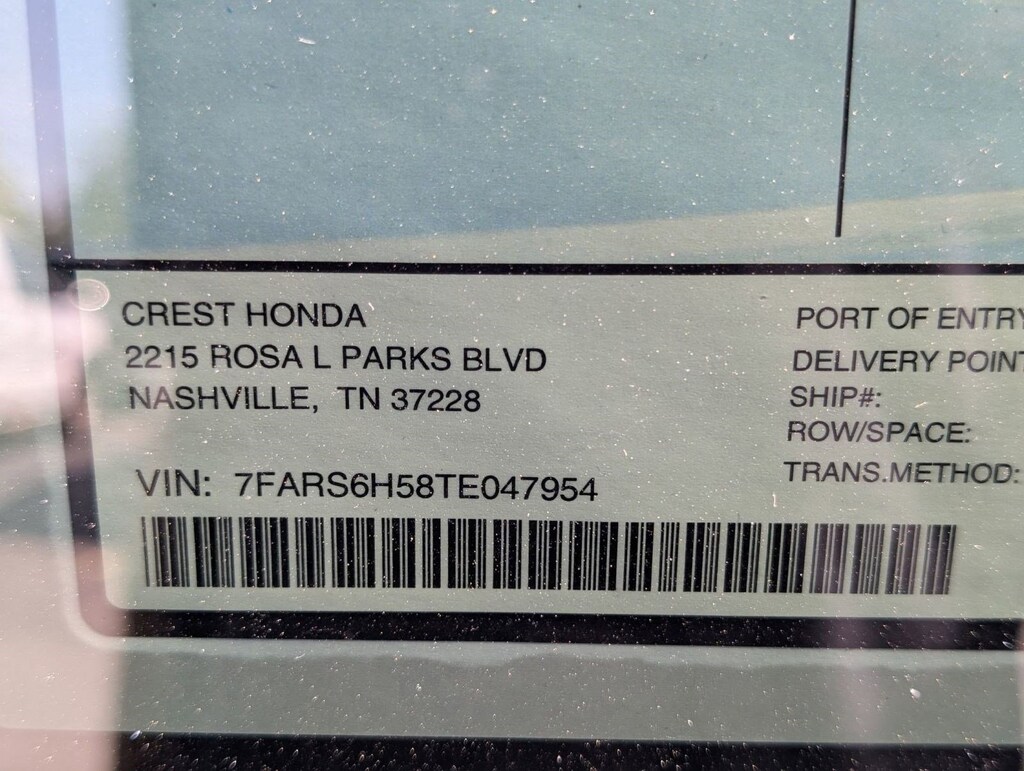 CREST HONDA
2215 ROSA L PARKS BLVD
NASHVILLE, TN 37228
VIN: 7FARS6H58TE047954
PORT OF ENTRY
DELIVERY POINT
SHIP#:
ROW/SPACE:
TRANS.METHOD: